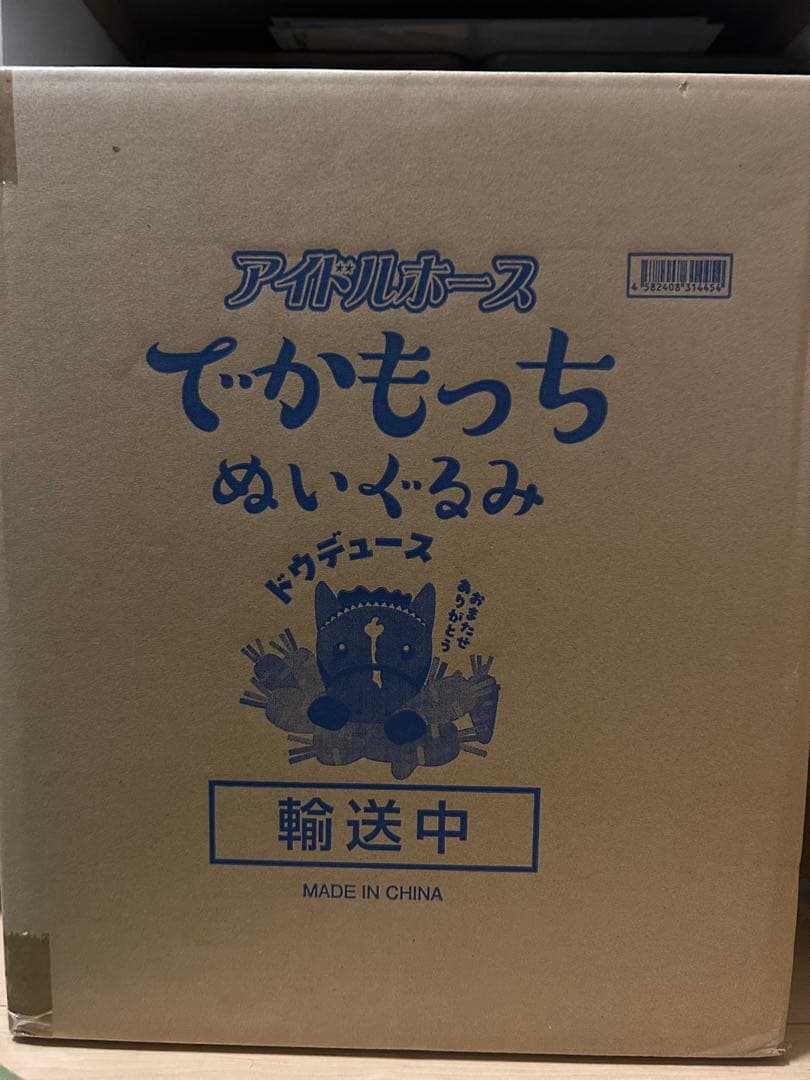 アイドルホース
4 582408 314454
でかもっち
ぬいぐるみ
ドウデュース
おまたせ
ありがとう
輸送中
MADE IN CHINA